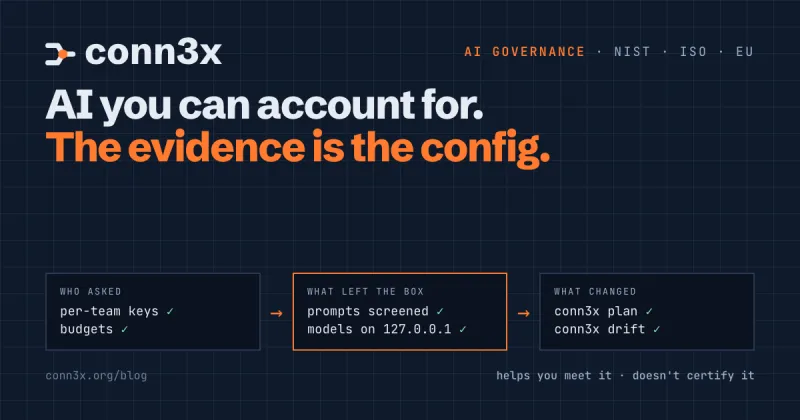 conn3x
AI GOVERNANCE · NIST · ISO · EU
AI you can account for.
The evidence is the config.
WHO ASKED
per-team keys ✓
budgets ✓
→
WHAT LEFT THE BOX
prompts screened ✓
models on 127.0.0.1 ✓
→
WHAT CHANGED
conn3x plan ✓
conn3x drift ✓
conn3x.org/blog
helps you meet it · doesn't certify it